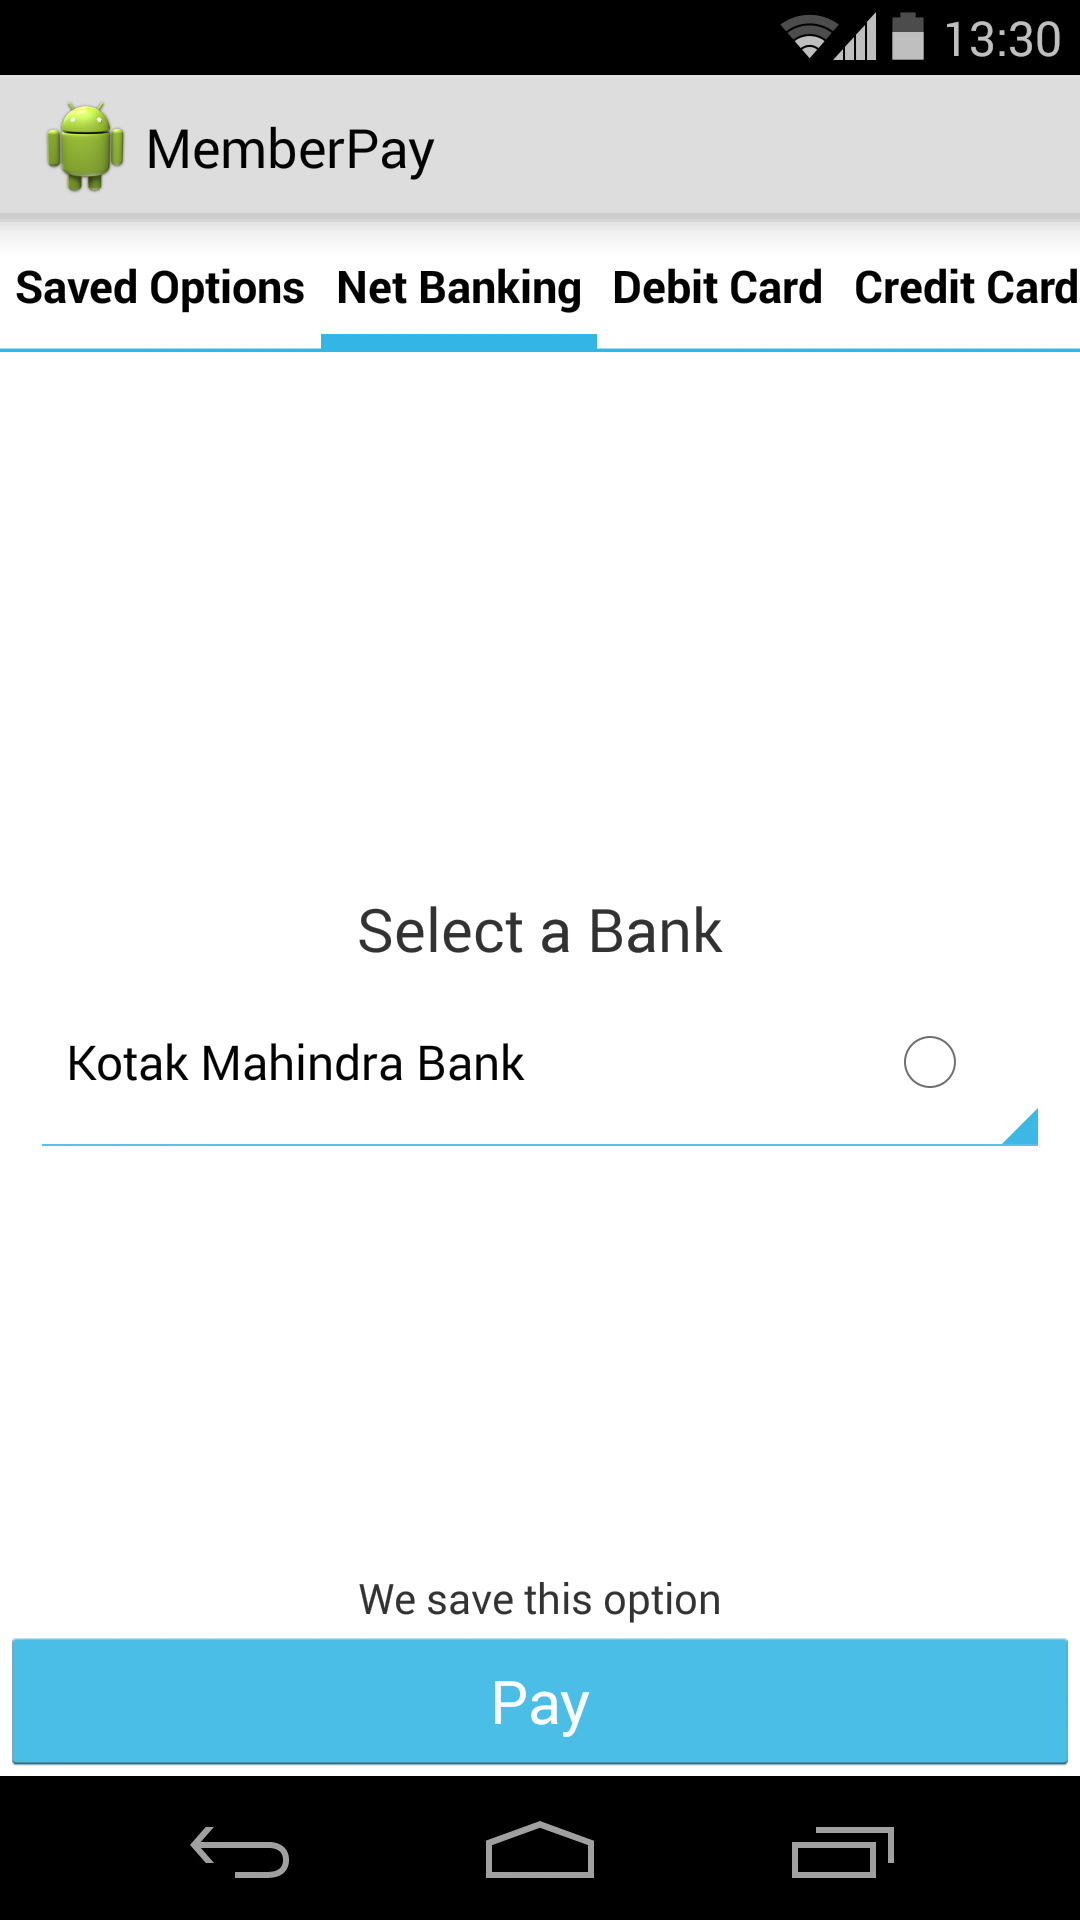 13:30
MemberPay
Saved Options Net Banking Debit Card Credit Card
Select a Bank
Kotak Mahindra Bank
We save this option
Pay